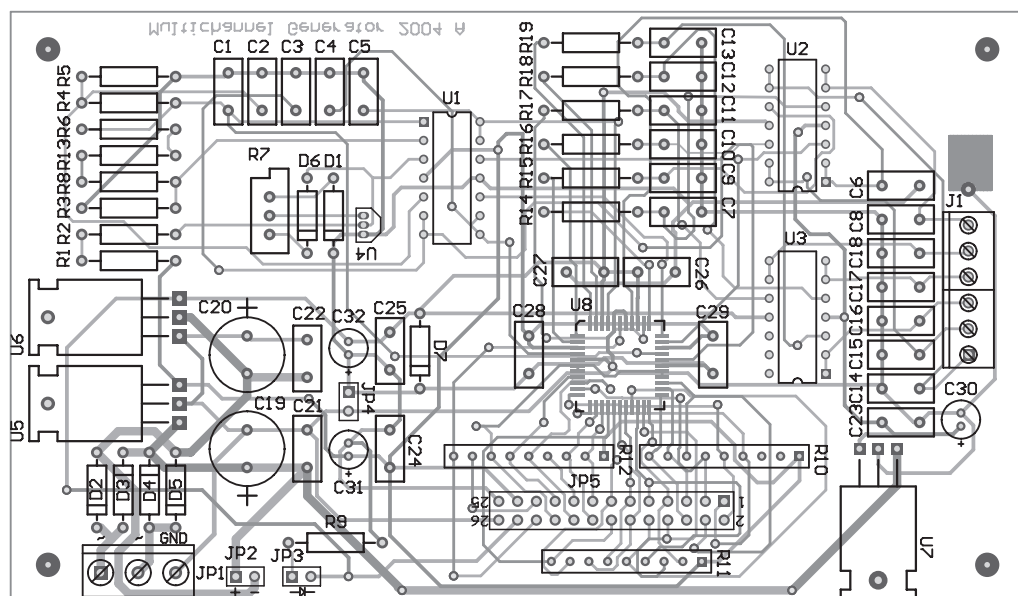 Multichannel Generator 2004 A
C1 C2 C3 C4 C5
R19
C13
U2
R5
R18
C12
R4
U1
R17
C11
R6
R16
C10
R13
R7
D6 D1
R15
C9
R8
C6
R3
R14
C7
J1
R2
U4
C8
U3
R1
C18
C27
C26
C17
C20
C22
C32
C25
C28
U8
C29
C16
U6
D7
C15
JP4
C14
C30
C19
C21
C23
U5
C31
C24
R12
R10
D2 D3 D4 D5
JP5
25
1
26
2
R9
~ ~ GND
JP2
JP3
U7
JP1
R11
+ -